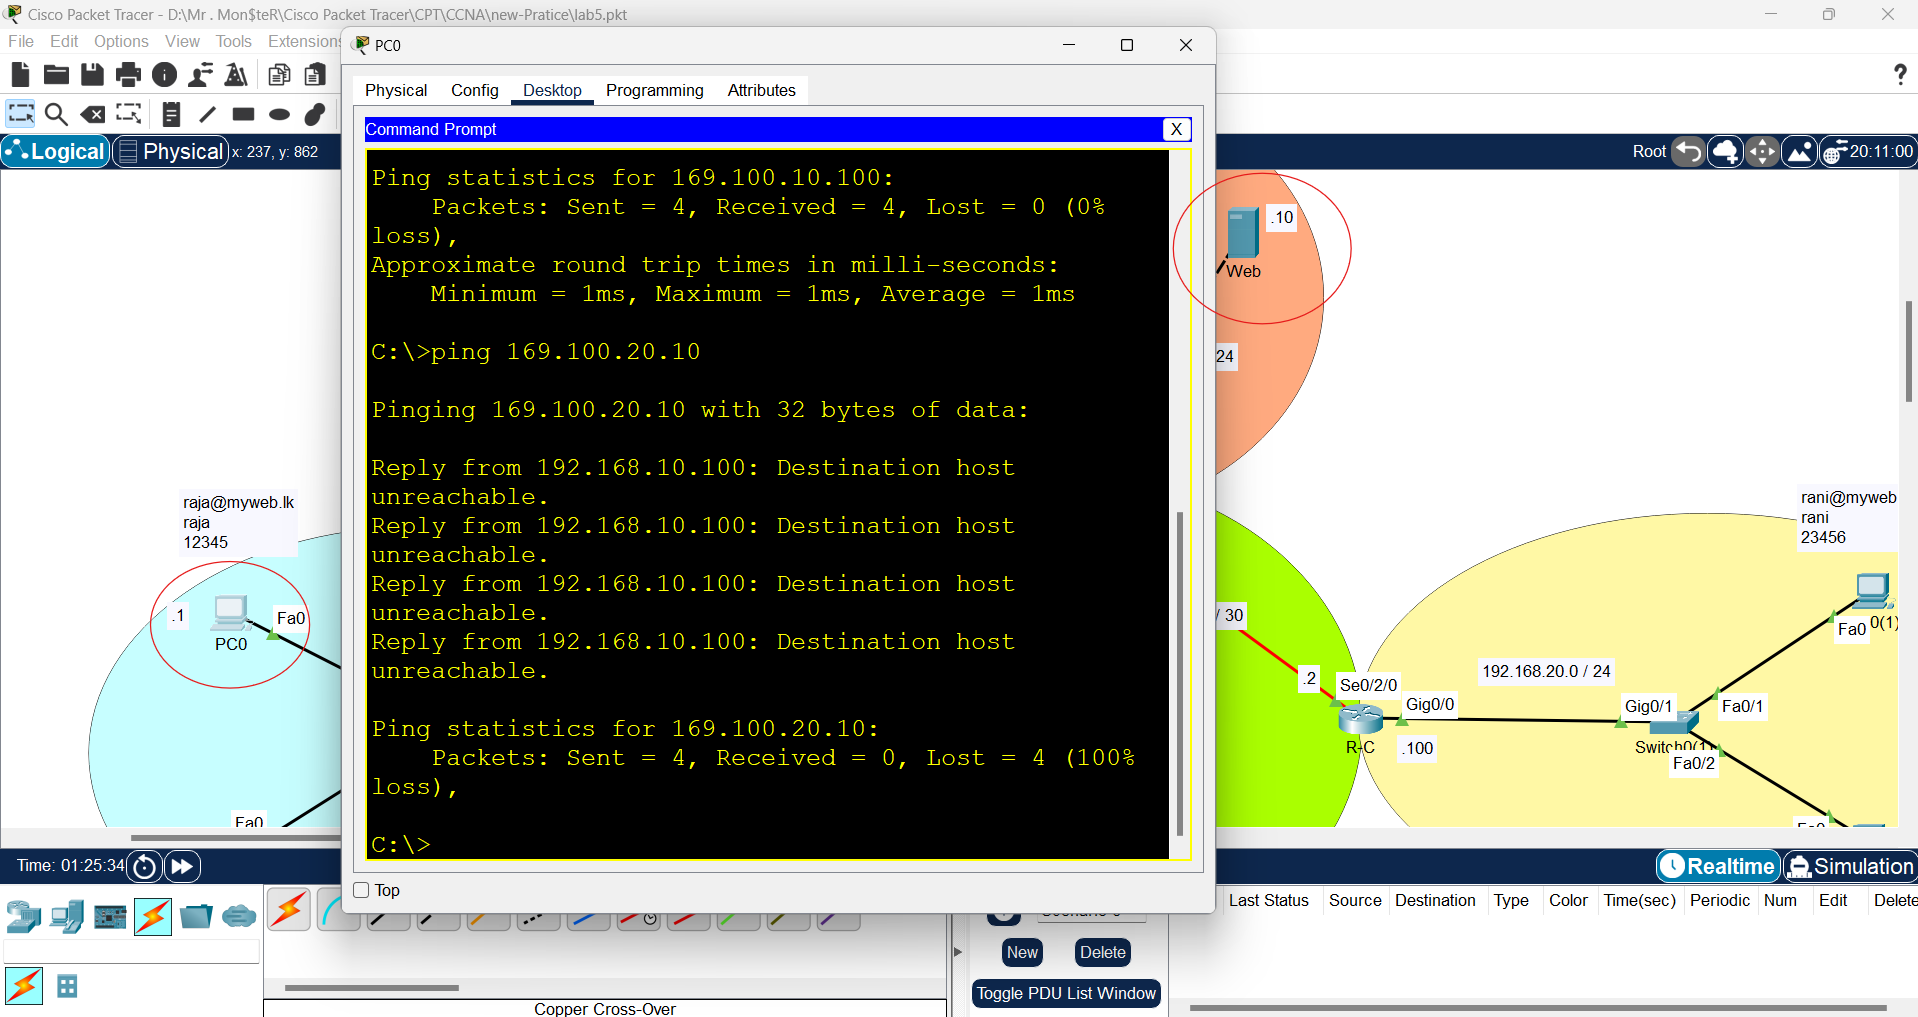 Cisco Packet Tracer - D:\Mr . Mon$teR\Cisco Packet Tracer\CPT\CCNA\new-Pratice\lab5.pkt
File Edit Options View Tools Extensions
PC0
Physical Config Desktop Programming Attributes
Command Prompt
X
Logical Physical x: 237, y: 862
Root 20:11:00
Ping statistics for 169.100.10.100:
Packets: Sent = 4, Received = 4, Lost = 0 (0%
loss),
Approximate round trip times in milli-seconds:
Minimum = 1ms, Maximum = 1ms, Average = 1ms
C:\>ping 169.100.20.10
Pinging 169.100.20.10 with 32 bytes of data:
Reply from 192.168.10.100: Destination host
unreachable.
Reply from 192.168.10.100: Destination host
unreachable.
Reply from 192.168.10.100: Destination host
unreachable.
Reply from 192.168.10.100: Destination host
unreachable.
Ping statistics for 169.100.20.10:
Packets: Sent = 4, Received = 0, Lost = 4 (100%
loss),
C:\>
Top
.10
Web
24
raja@myweb.lk
raja
12345
.1
Fa0
PC0
Fa0
/ 30
.2
Se0/2/0
Gig0/0
R-C
.100
192.168.20.0 / 24
rani@myweb
rani
23456
Fa0
0(1)
Gig0/1
Fa0/1
Switch0(1)
Fa0/2
Fa0
Time: 01:25:34
Realtime Simulation
Last Status Source Destination Type Color Time(sec) Periodic Num Edit Delete
New Delete
Toggle PDU List Window
Copper Cross-Over